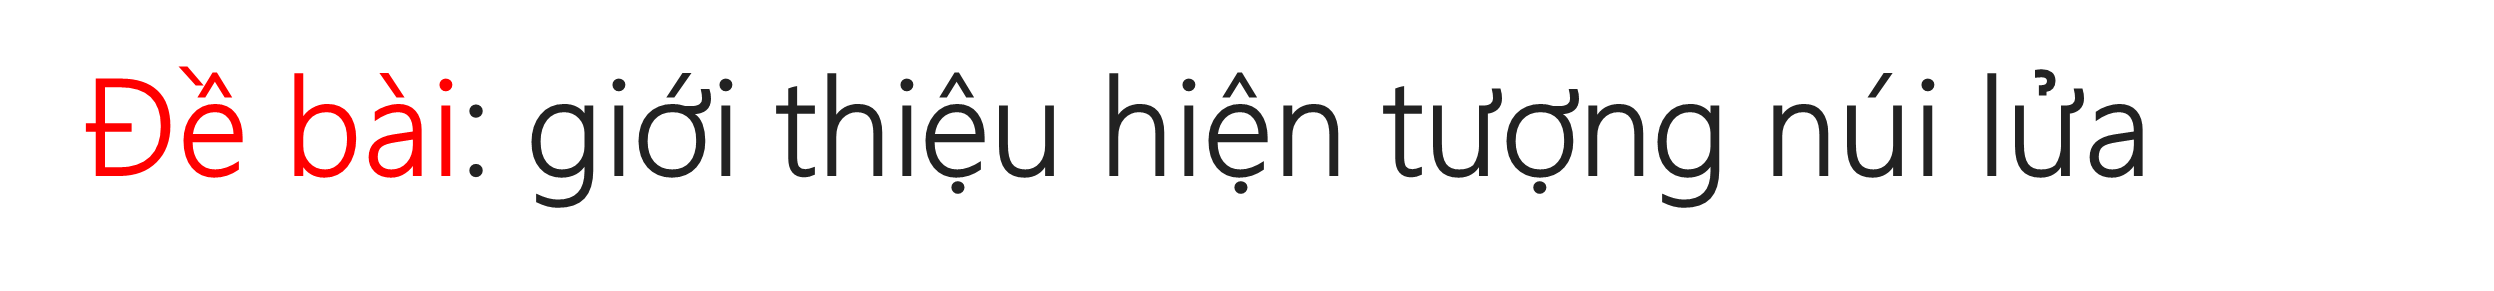 Đề bài: giới thiệu hiện tượng núi lửa